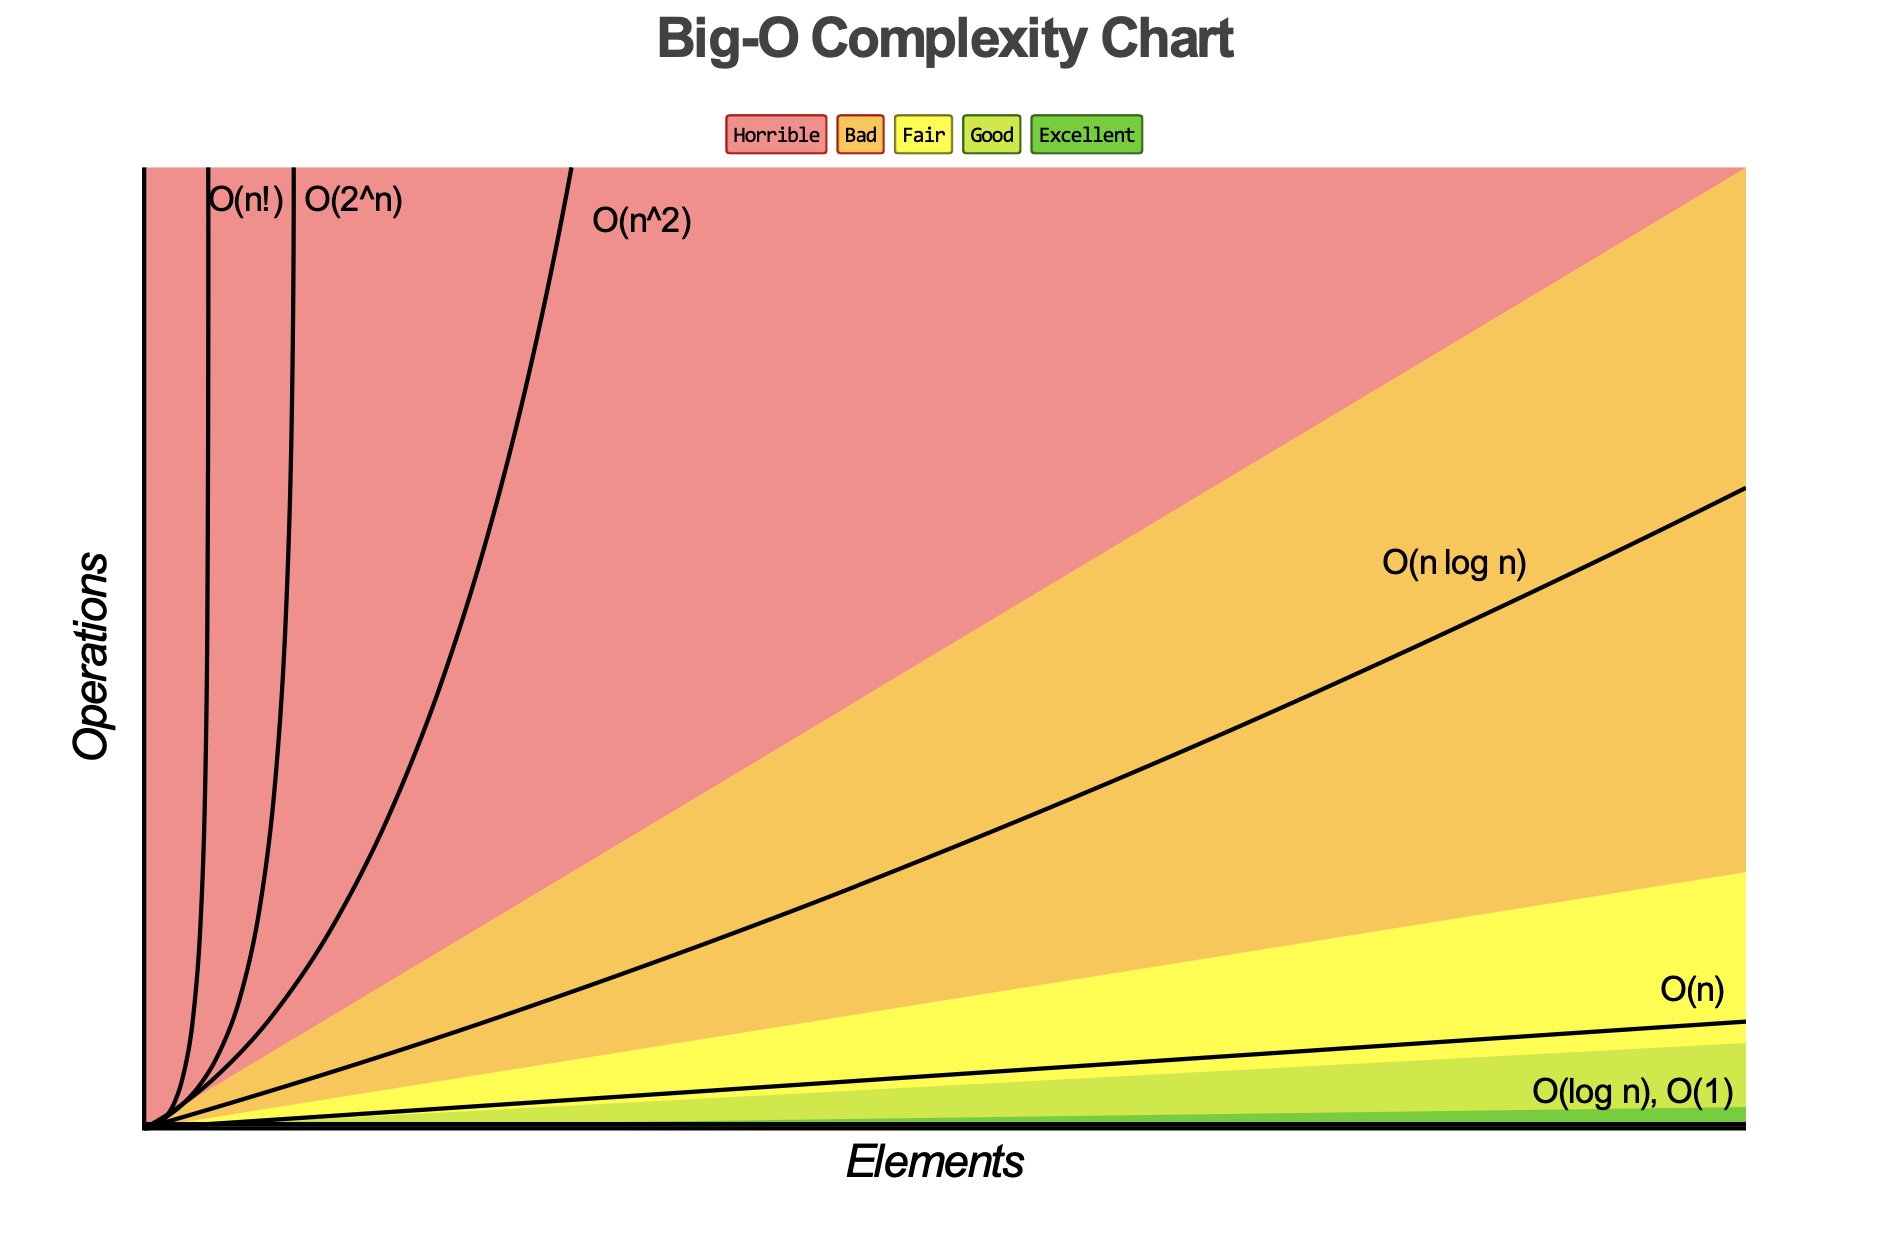 Big-O Complexity Chart
Horrible Bad Fair Good Excellent
O(n!) O(2^n)
O(n^2)
O(n log n)
O(n)
O(log n), O(1)
Operations
Elements